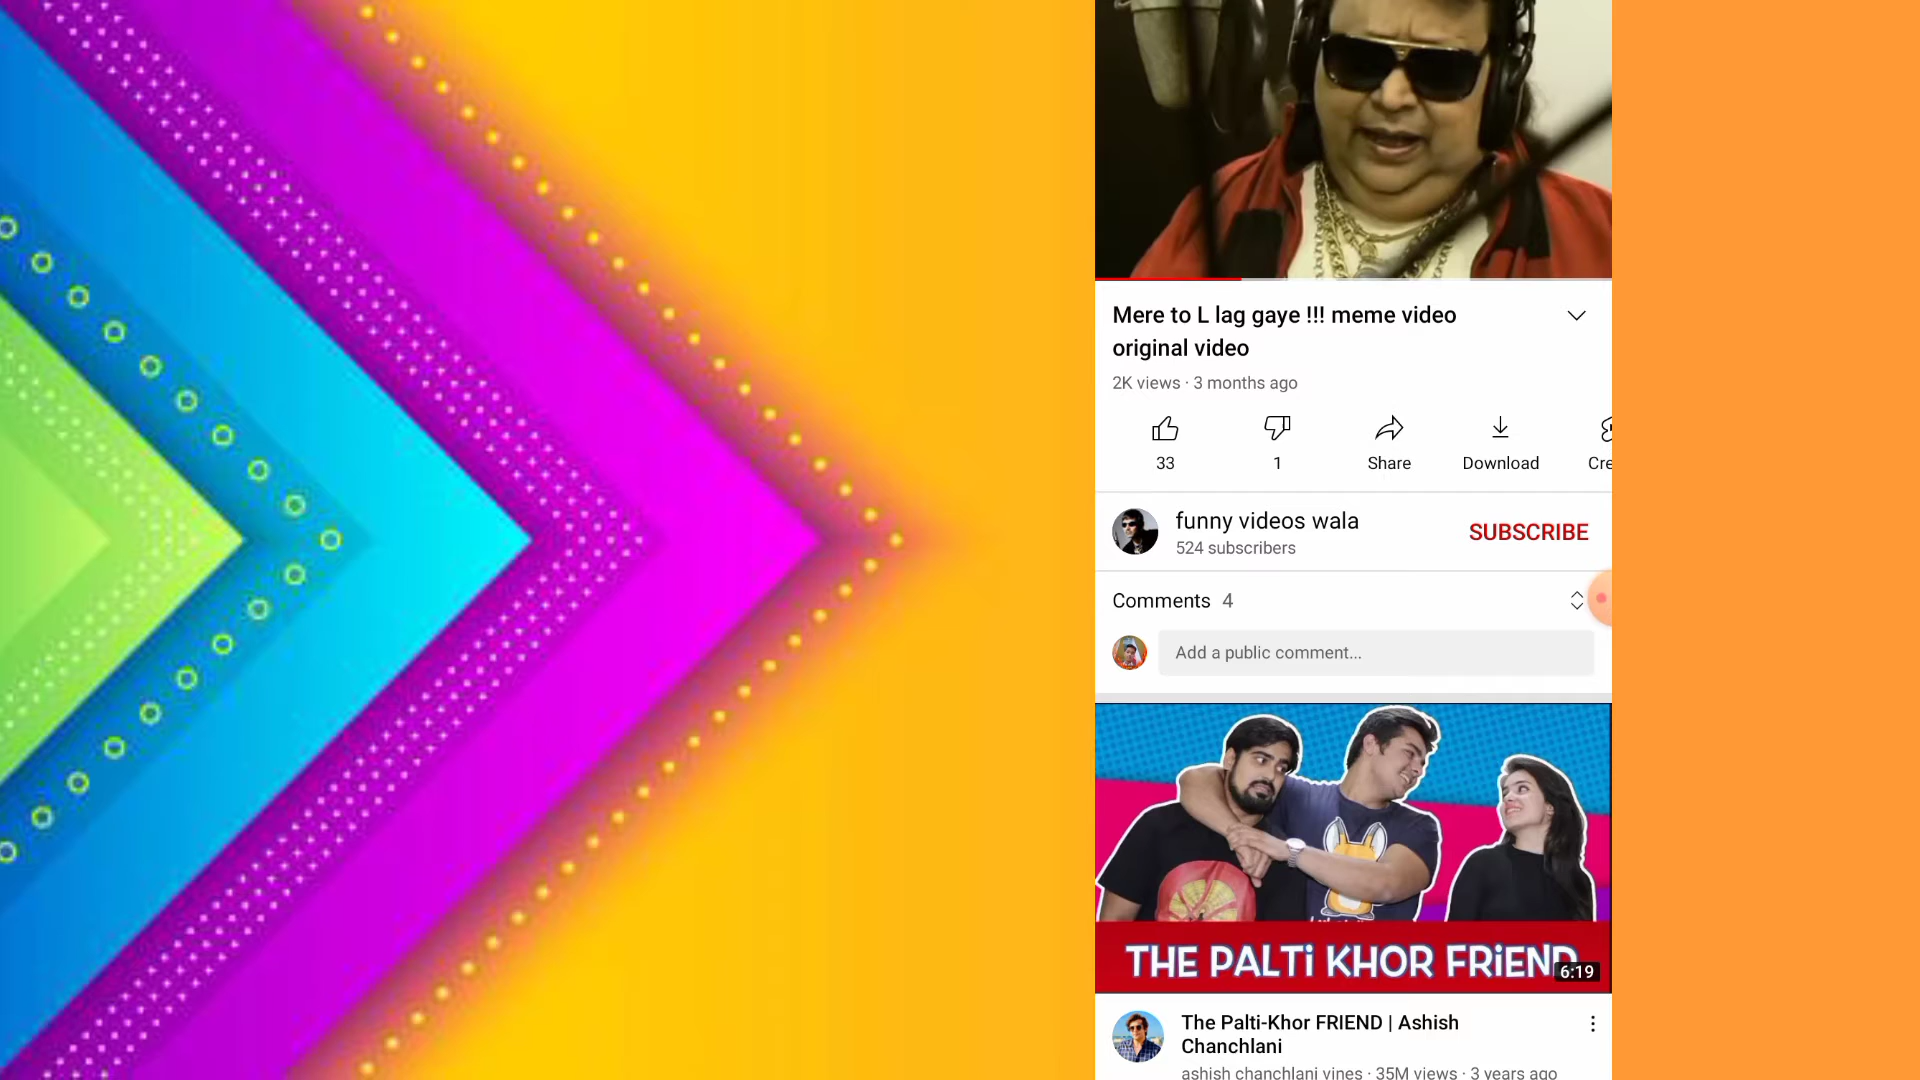 Mere to L lag gaye !!! meme video
original video
2K views · 3 months ago
33
1
Share
Download
Cre
funny videos wala
524 subscribers
SUBSCRIBE
Comments 4
Add a public comment...
THE PALTi KHOR FRiEND
6:19
The Palti-Khor FRIEND | Ashish
Chanchlani
ashish chanchlani vines · 35M views · 3 years ago